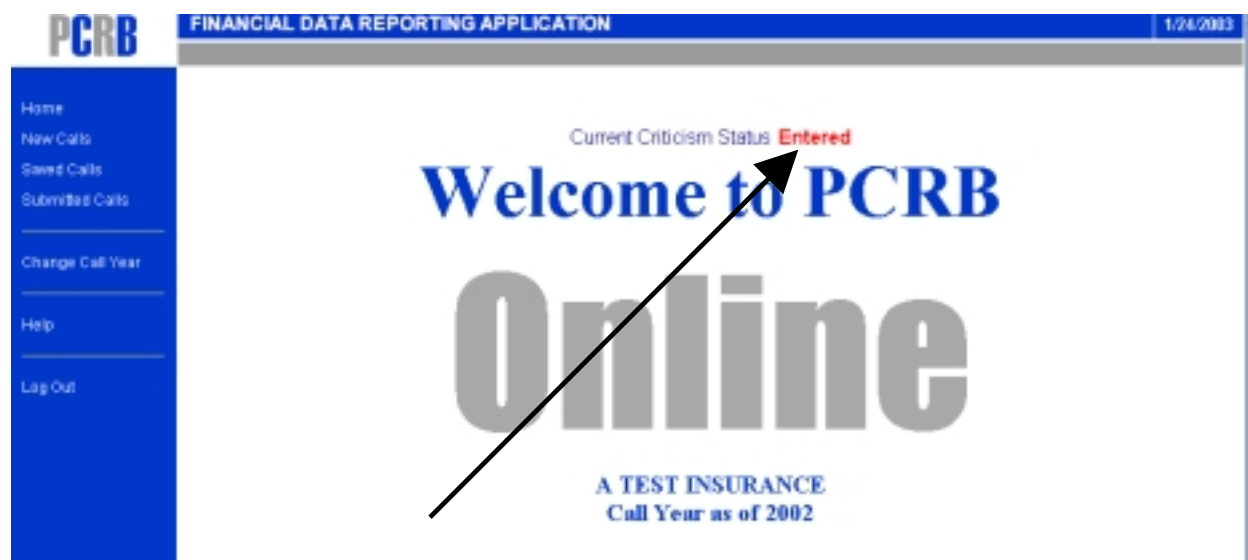 PCRB
FINANCIAL DATA REPORTING APPLICATION
1/24/2003
Home
New Calls
Saved Calls
Submitted Calls
Change Call Year
Help
Log Out
Current Criticism Status Entered
Welcome to PCRB
Online
A TEST INSURANCE
Call Year as of 2002